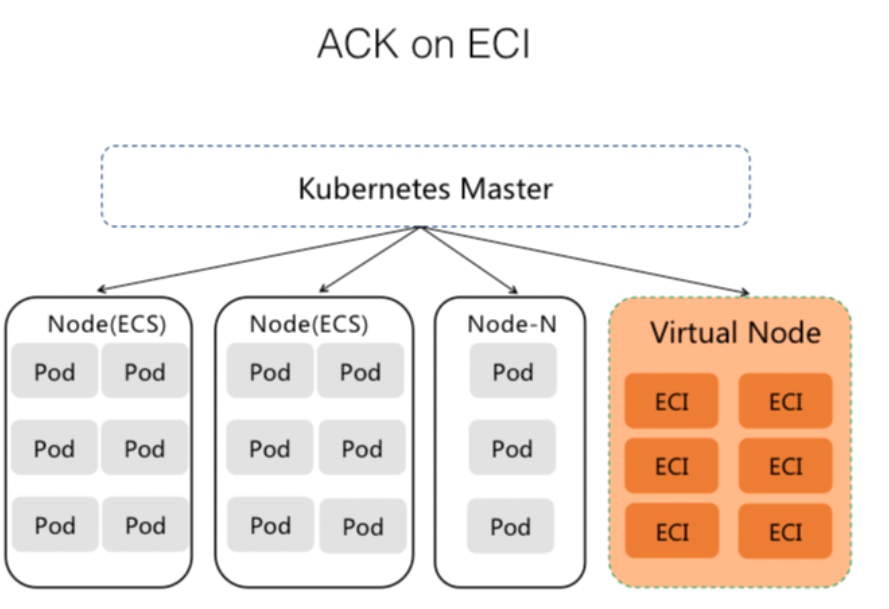 ACK on ECI
Kubernetes Master
Node(ECS)
Pod Pod
Pod Pod
Pod Pod
Node(ECS)
Pod Pod
Pod Pod
Pod Pod
Node-N
Pod
Pod
Pod
Virtual Node
ECI ECI
ECI ECI
ECI ECI